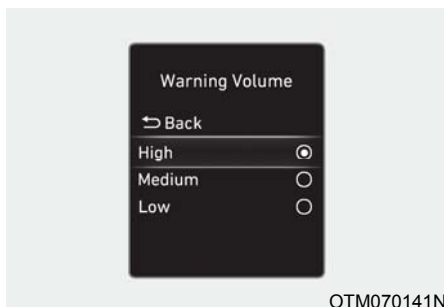 Warning Volume
Back
High
Medium
Low
OTM070141N